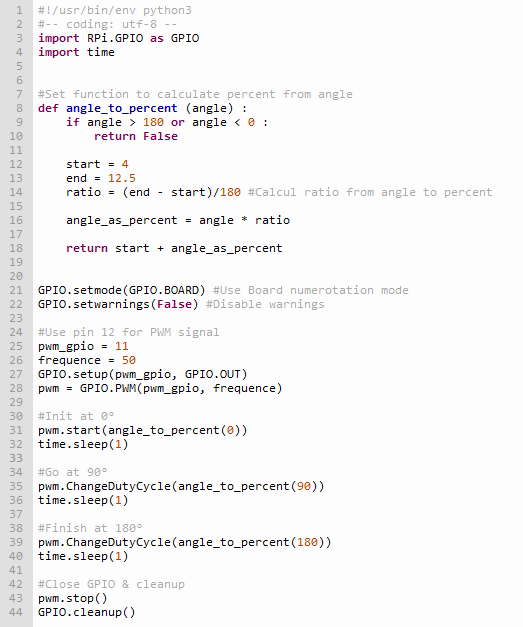 1 #!/usr/bin/env python3
2 #-- coding: utf-8 --
3 import RPi.GPIO as GPIO
4 import time
5
6
7 #Set function to calculate percent from angle
8 def angle_to_percent (angle) :
9     if angle > 180 or angle < 0 :
10         return False
11
12     start = 4
13     end = 12.5
14     ratio = (end - start)/180 #Calcul ratio from angle to percent
15
16     angle_as_percent = angle * ratio
17
18     return start + angle_as_percent
19
20
21 GPIO.setmode(GPIO.BOARD) #Use Board numerotation mode
22 GPIO.setwarnings(False) #Disable warnings
23
24 #Use pin 12 for PWM signal
25 pwm_gpio = 11
26 frequence = 50
27 GPIO.setup(pwm_gpio, GPIO.OUT)
28 pwm = GPIO.PWM(pwm_gpio, frequence)
29
30 #Init at 0°
31 pwm.start(angle_to_percent(0))
32 time.sleep(1)
33
34 #Go at 90°
35 pwm.ChangeDutyCycle(angle_to_percent(90))
36 time.sleep(1)
37
38 #Finish at 180°
39 pwm.ChangeDutyCycle(angle_to_percent(180))
40 time.sleep(1)
41
42 #Close GPIO & cleanup
43 pwm.stop()
44 GPIO.cleanup()